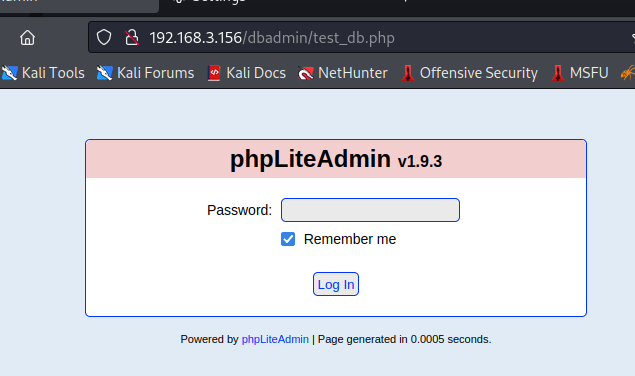 192.168.3.156/dbadmin/test_db.php
Kali Tools Kali Forums Kali Docs NetHunter Offensive Security MSFU
phpLiteAdmin v1.9.3
Password:
Remember me
Log In
Powered by phpLiteAdmin | Page generated in 0.0005 seconds.